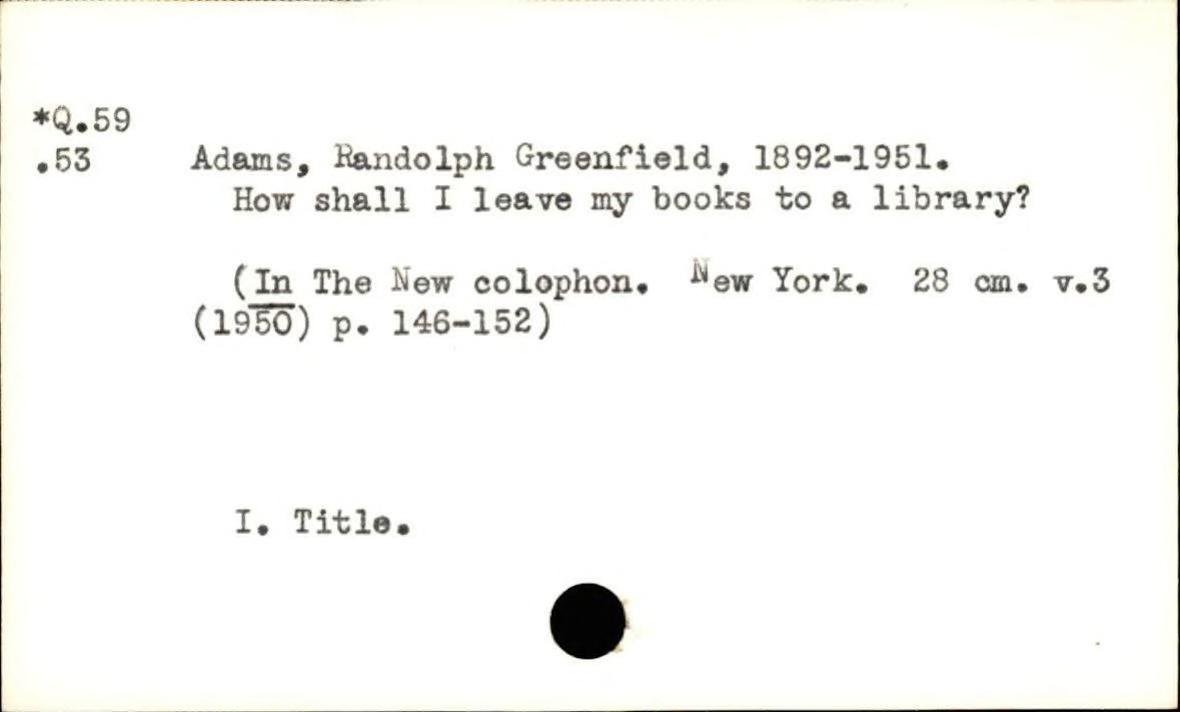 *Q.59
.53 Adams, Randolph Greenfield, 1892-1951.
How shall I leave my books to a library?
(In The New colophon. New York. 28 cm. v.3
(1950) p. 146-152)
I. Title.